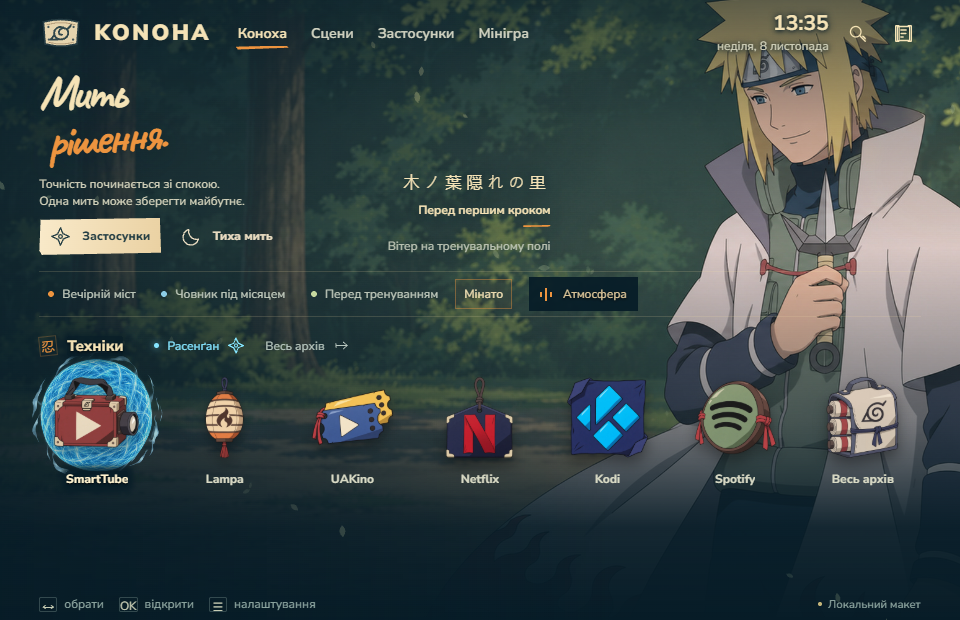 KONOHA
Коноха
Сцени
Застосунки
Мінігра
13:35
неділя, 8 листопада
Мить
рішення.
Точність починається зі спокою.
Одна мить може зберегти майбутнє.
Застосунки
Тиха мить
木ノ葉隠れの里
Перед першим кроком
Вітер на тренувальному полі
Вечірній міст
Човник під місяцем
Перед тренуванням
Мінато
Атмосфера
忍
Техніки
Расенґан
Весь архів
SmartTube
Lampa
UAKino
Netflix
Kodi
Spotify
Весь архів
обрати
OK
відкрити
налаштування
Локальний макет